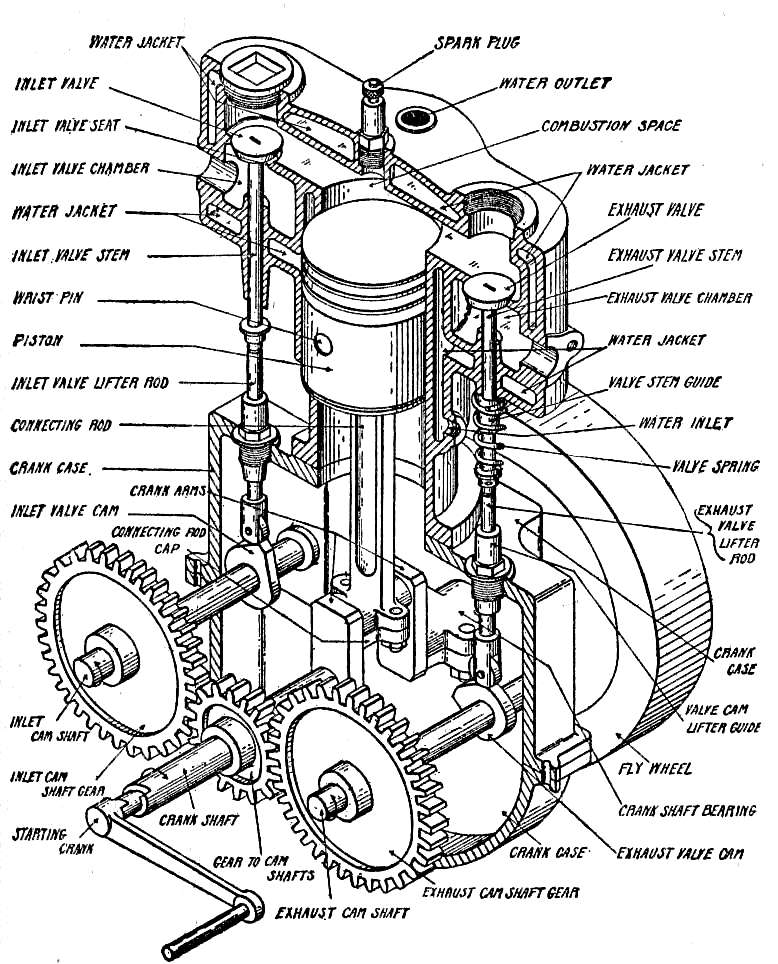 WATER JACKET
INLET VALVE
INLET VALVE SEAT
INLET VALVE CHAMBER
WATER JACKET
INLET VALVE STEM
WRIST PIN
PISTON
INLET VALVE LIFTER ROD
CONNECTING ROD
CRANK CASE
CRANK ARMS
INLET VALVE CAM
CONNECTING ROD
CAP
INLET
CAM SHAFT
INLET CAM
SHAFT GEAR
STARTING
CRANK
CRANK SHAFT
GEAR TO CAM
SHAFTS
EXHAUST CAM SHAFT
SPARK PLUG
WATER OUTLET
COMBUSTION SPACE
WATER JACKET
EXHAUST VALVE
EXHAUST VALVE STEM
EXHAUST VALVE CHAMBER
WATER JACKET
VALVE STEM GUIDE
WATER INLET
VALVE SPRING
EXHAUST
VALVE
LIFTER
ROD
CRANK
CASE
VALVE CAM
LIFTER GUIDE
FLY WHEEL
CRANK SHAFT BEARING
EXHAUST VALVE CAM
CRANK CASE
EXHAUST CAM SHAFT GEAR